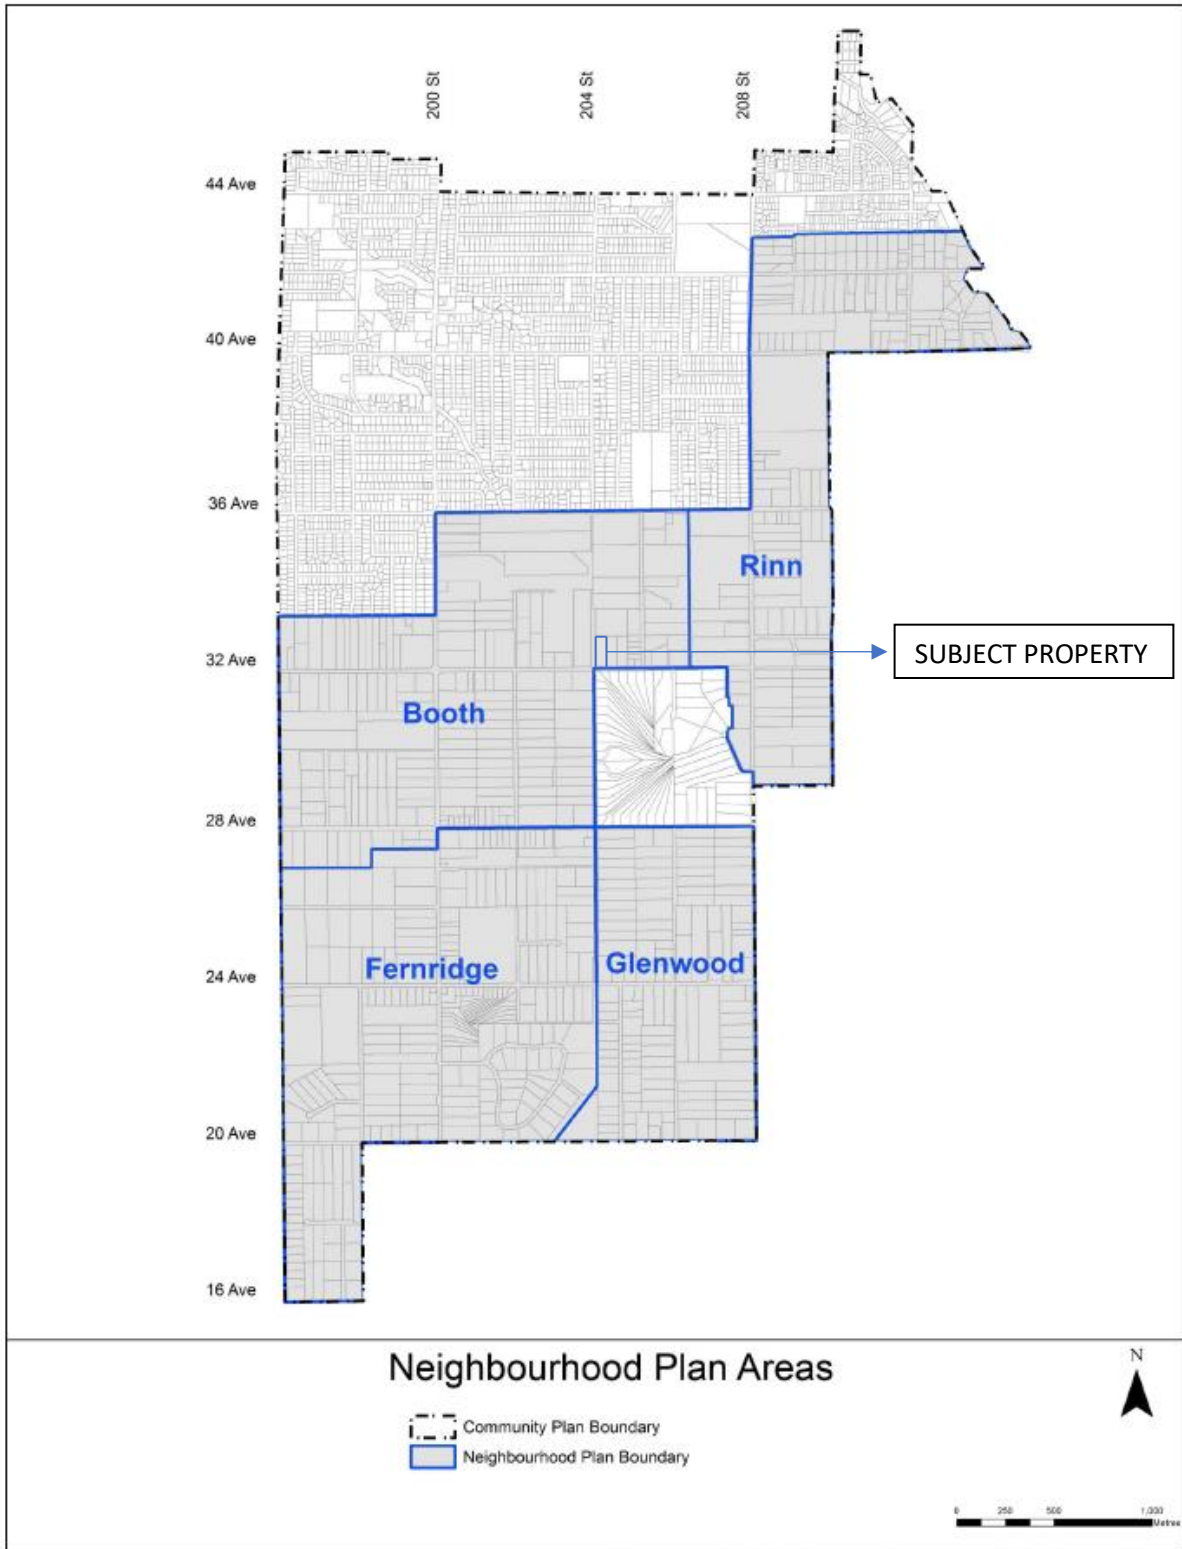 200 St
204 St
208 St
44 Ave
40 Ave
36 Ave
Rinn
32 Ave
SUBJECT PROPERTY
Booth
28 Ave
Fernridge
Glenwood
24 Ave
20 Ave
16 Ave
Neighbourhood Plan Areas
N
Community Plan Boundary
Neighbourhood Plan Boundary
0 250 500 1,000
Metres